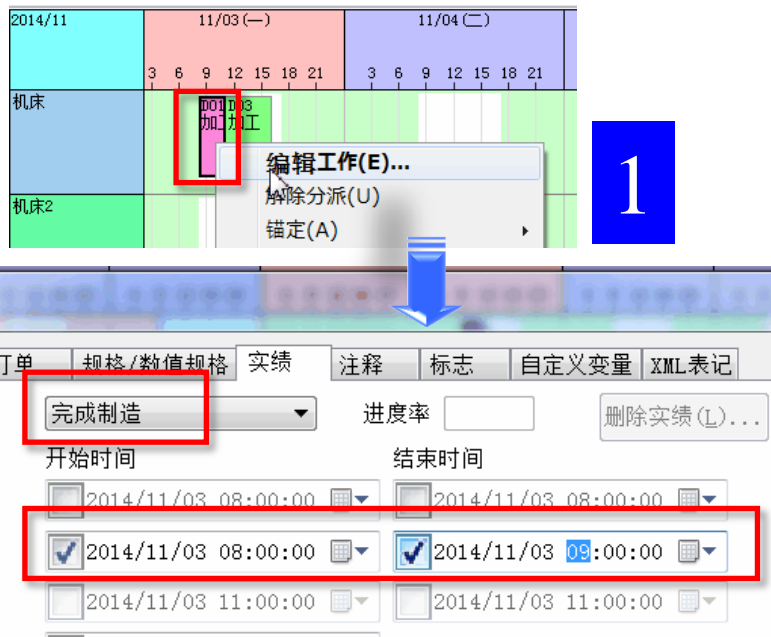 2014/11 11/03(一) 11/04(二)
3 6 9 12 15 18 21 3 6 9 12 15 18 21
机床
D01 D03
加工 加工
编辑工作(E)...
解除分派(U)
锚定(A)
机床2
1
订单 规格/数值规格 实绩 注释 标志 自定义变量 XML表记
完成制造 进度率 删除实绩(L)...
开始时间 结束时间
2014/11/03 08:00:00 2014/11/03 08:00:00
2014/11/03 08:00:00 2014/11/03 09:00:00
2014/11/03 11:00:00 2014/11/03 11:00:00